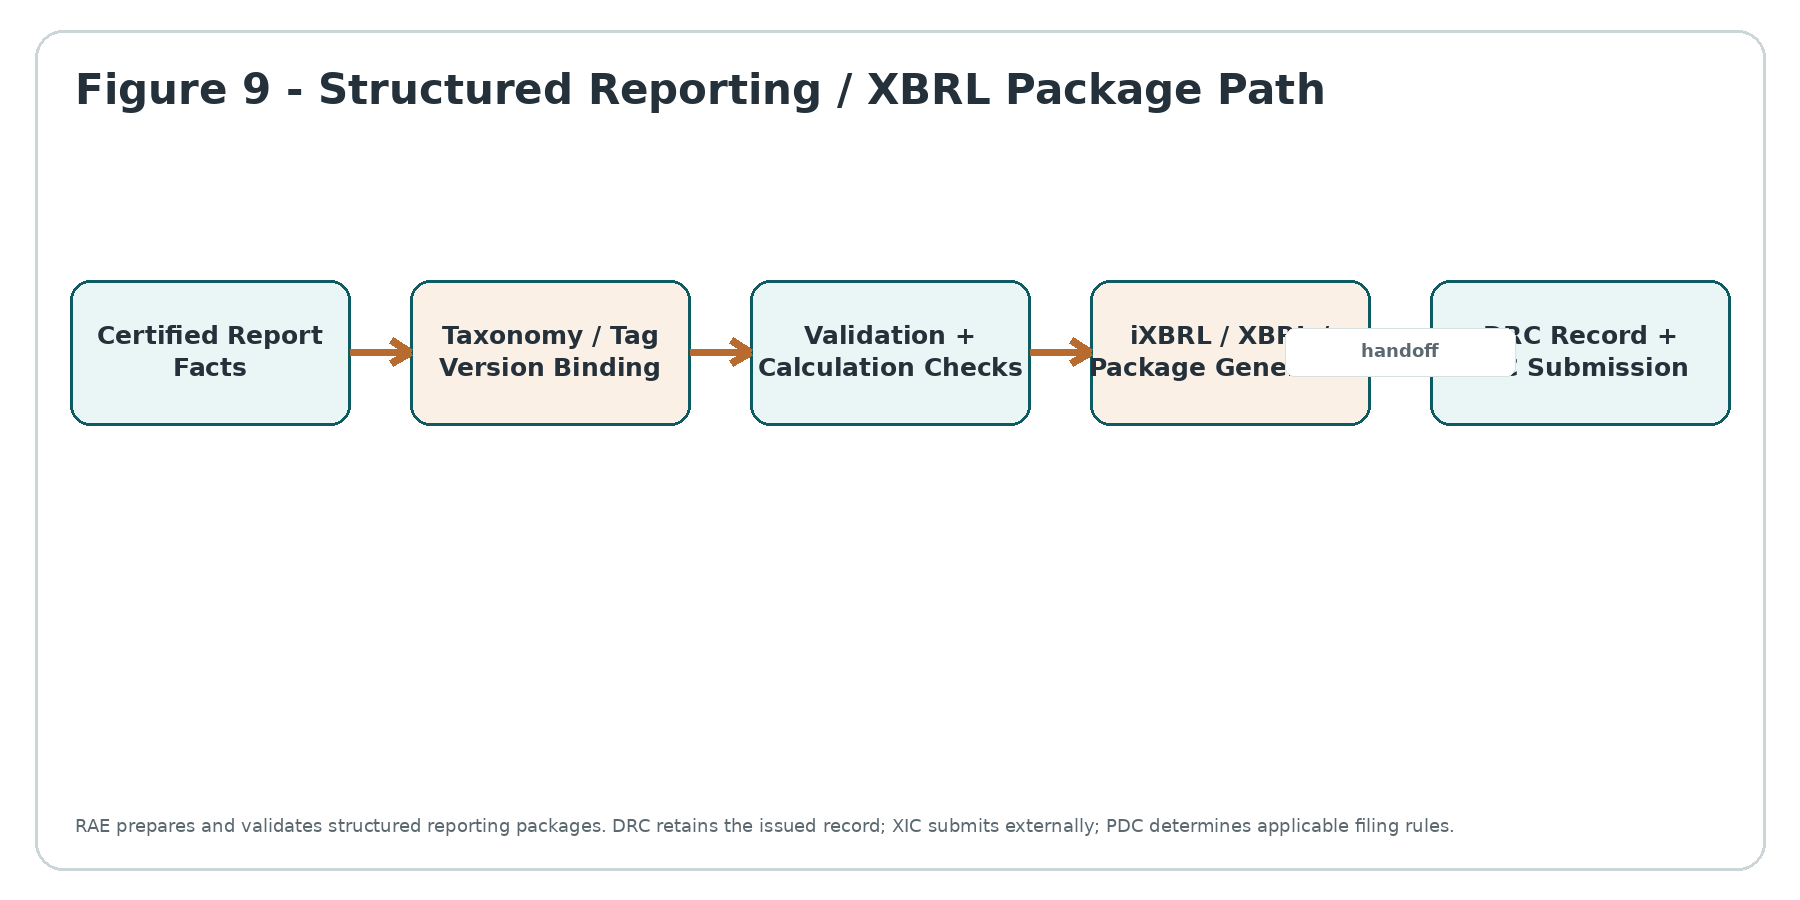 Figure 9 - Structured Reporting / XBRL Package Path
Certified Report
Facts
Taxonomy / Tag
Version Binding
Validation +
Calculation Checks
iXBRL / XBRL /
Package
handoff
Record +
Submission
RAE prepares and validates structured reporting packages. DRC retains the issued record; XIC submits externally; PDC determines applicable filing rules.